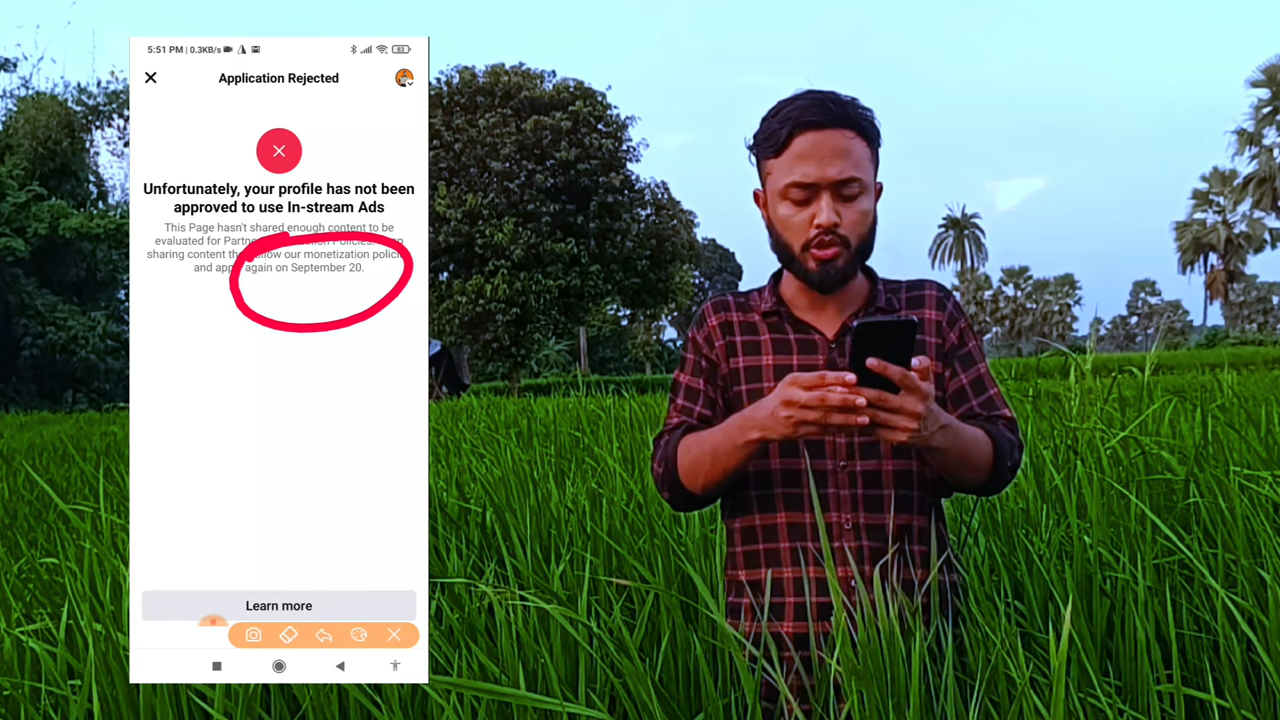 5:51 PM | 0.3KB/s
83
Application Rejected
Unfortunately, your profile has not been
approved to use In-stream Ads
This Page hasn't shared enough content to be
evaluated for Policies.
sharing content follow our monetization
and again on September 20.
Learn more